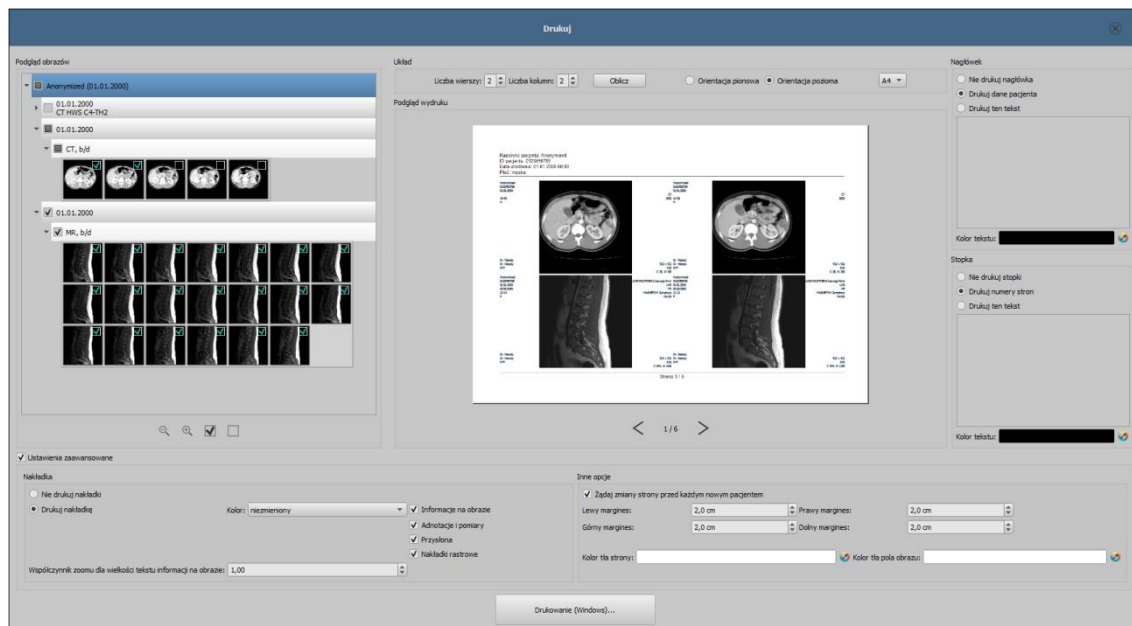 Drukuj
Podgląd obrazów
Anonymized (01.01.2000)
01.01.2000
CT HWS C4-TH2
01.01.2000
CT, b/d
01.01.2000
MR, b/d
Układ
Liczba wierszy: 2 Liczba kolumn: 2 Oblicz Orientacja pionowa Orientacja pozioma A4
Podgląd wydruku
Nazwisko pacjenta: Anonymized
Płeć: męska
Strona 1 / 6
1 / 6
Nagłówek
Nie drukuj nagłówka
Drukuj dane pacjenta
Drukuj ten tekst
Kolor tekstu:
Stopka
Nie drukuj stopki
Drukuj numery stron
Drukuj ten tekst
Kolor tekstu:
Ustawienia zaawansowane
Nakładka
Nie drukuj nakładki
Drukuj nakładkę Kolor: niezmieniony Informacje na obrazie
Adnotacje i pomiary
Przysłona
Nakładki rastrowe
Współczynnik zoomu dla wielkości tekstu informacji na obrazie: 1,00
Inne opcje
Żądaj zmiany strony przed każdym nowym pacjentem
Lewy margines: 2,0 cm Prawy margines: 2,0 cm
Górny margines: 2,0 cm Dolny margines: 2,0 cm
Kolor tła strony: Kolor tła pola obrazu:
Drukowanie (Windows)...